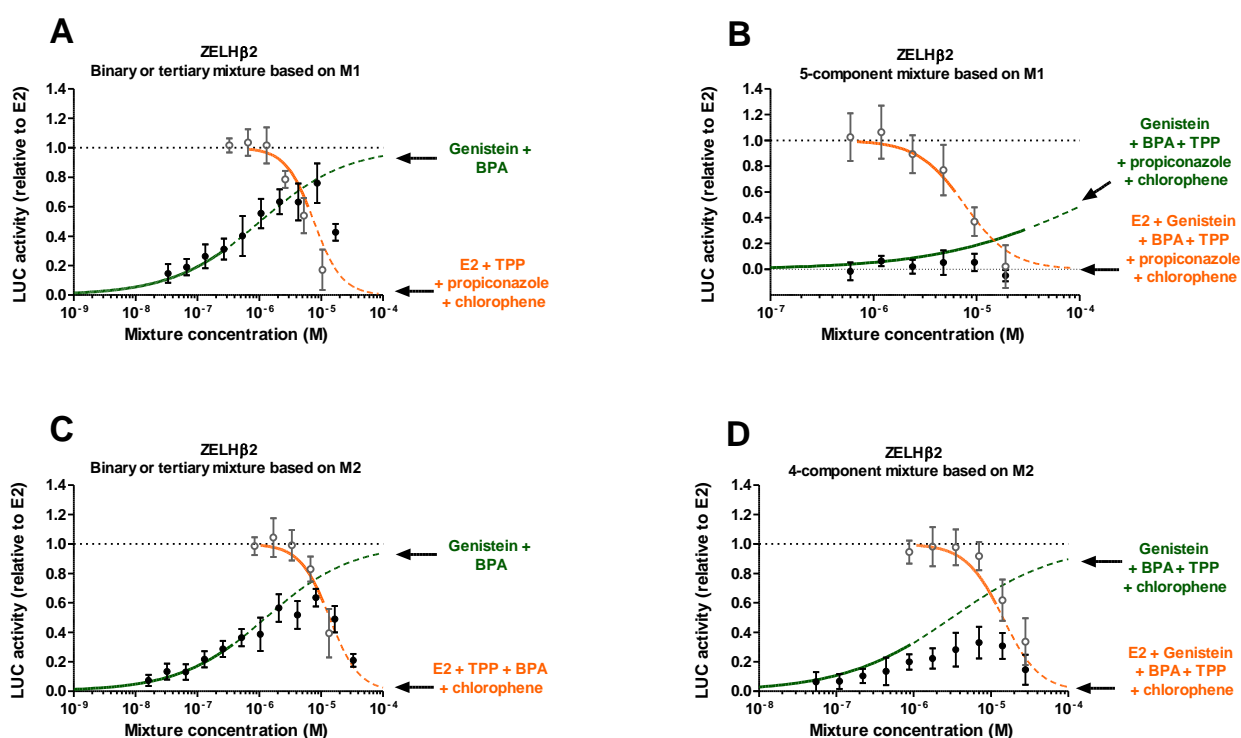 A
ZELHβ2
Binary or tertiary mixture based on M1
LUC activity (relative to E2)
1.4
1.2
1.0
0.8
0.6
0.4
0.2
0.0
10-9
10-8
10-7
10-6
10-5
10-4
Mixture concentration (M)
Genistein +
BPA
E2 + TPP
+ propiconazole
+ chlorophene
B
ZELHβ2
5-component mixture based on M1
LUC activity (relative to E2)
1.4
1.2
1.0
0.8
0.6
0.4
0.2
0.0
10-7
10-6
10-5
10-4
Mixture concentration (M)
Genistein
+ BPA + TPP
+ propiconazole
+ chlorophene
E2 + Genistein
+ BPA + TPP
+ propiconazole
+ chlorophene
C
ZELHβ2
Binary or tertiary mixture based on M2
LUC activity (relative to E2)
1.4
1.2
1.0
0.8
0.6
0.4
0.2
0.0
10-9
10-8
10-7
10-6
10-5
10-4
Mixture concentration (M)
Genistein +
BPA
E2 + TPP + BPA
+ chlorophene
D
ZELHβ2
4-component mixture based on M2
LUC activity (relative to E2)
1.4
1.2
1.0
0.8
0.6
0.4
0.2
0.0
10-8
10-7
10-6
10-5
10-4
Mixture concentration (M)
Genistein
+ BPA + TPP
+ chlorophene
E2 + Genistein
+ BPA + TPP
+ chlorophene